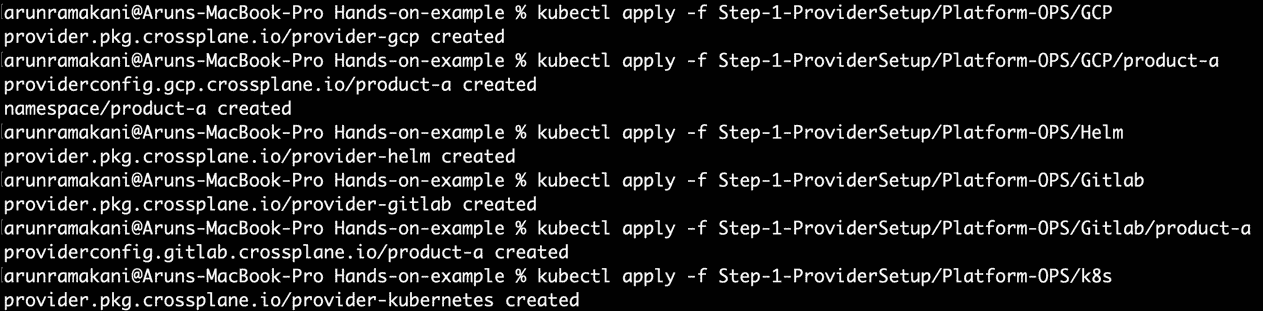 arunramakani@Aruns-MacBook-Pro Hands-on-example % kubectl apply -f Step-1-ProviderSetup/Platform-OPS/GCP
provider.pkg.crossplane.io/provider-gcp created
arunramakani@Aruns-MacBook-Pro Hands-on-example % kubectl apply -f Step-1-ProviderSetup/Platform-OPS/GCP/product-a
providerconfig.gcp.crossplane.io/product-a created
namespace/product-a created
arunramakani@Aruns-MacBook-Pro Hands-on-example % kubectl apply -f Step-1-ProviderSetup/Platform-OPS/Helm
provider.pkg.crossplane.io/provider-helm created
arunramakani@Aruns-MacBook-Pro Hands-on-example % kubectl apply -f Step-1-ProviderSetup/Platform-OPS/Gitlab
provider.pkg.crossplane.io/provider-gitlab created
arunramakani@Aruns-MacBook-Pro Hands-on-example % kubectl apply -f Step-1-ProviderSetup/Platform-OPS/Gitlab/product-a
providerconfig.gitlab.crossplane.io/product-a created
arunramakani@Aruns-MacBook-Pro Hands-on-example % kubectl apply -f Step-1-ProviderSetup/Platform-OPS/k8s
provider.pkg.crossplane.io/provider-kubernetes created